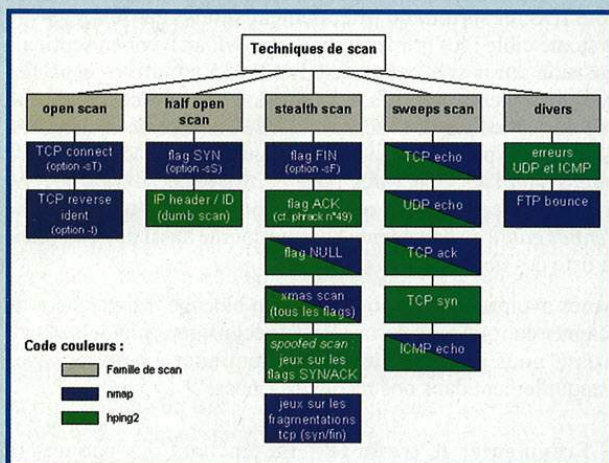 Techniques de scan
open scan
half open
scan
stealth scan
sweeps scan
divers
TCP connect
(option -sT)
TCP reverse
ident
(option -I)
flag SYN
(option -sS)
IP header / ID
(dumb scan)
flag FIN
(option -sF)
flag ACK
(cf. phrack n°49)
flag NULL
xmas scan
(tous les flags)
spoofed scan
jeux sur les
flags SYN/ACK
jeux sur les
fragmentations
tcp (syn/fin)
TCP echo
UDP echo
TCP ack
TCP syn
ICMP echo
erreurs
UDP et ICMP
FTP bounce
Code couleurs :
Famille de scan
nmap
hping2